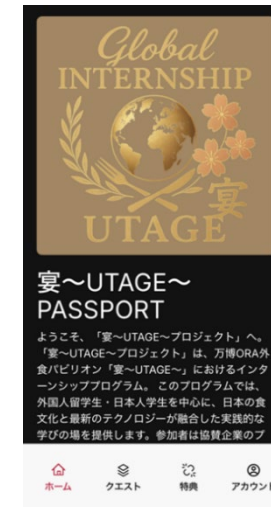 Global
INTERNSHIP
宴
UTAGE
宴〜UTAGE〜
PASSPORT
ようこそ、「宴〜UTAGE〜プロジェクト」へ。
「宴〜UTAGE〜プロジェクト」は、万博ORA外
食パビリオン「宴〜UTAGE〜」におけるインタ
ーンシッププログラム。 このプログラムでは、
外国人留学生・日本人学生を中心に、日本の食
文化と最新のテクノロジーが融合した実践的な
学びの場を提供します。参加者は協賛企業のプ
ホーム クエスト 特典 アカウント